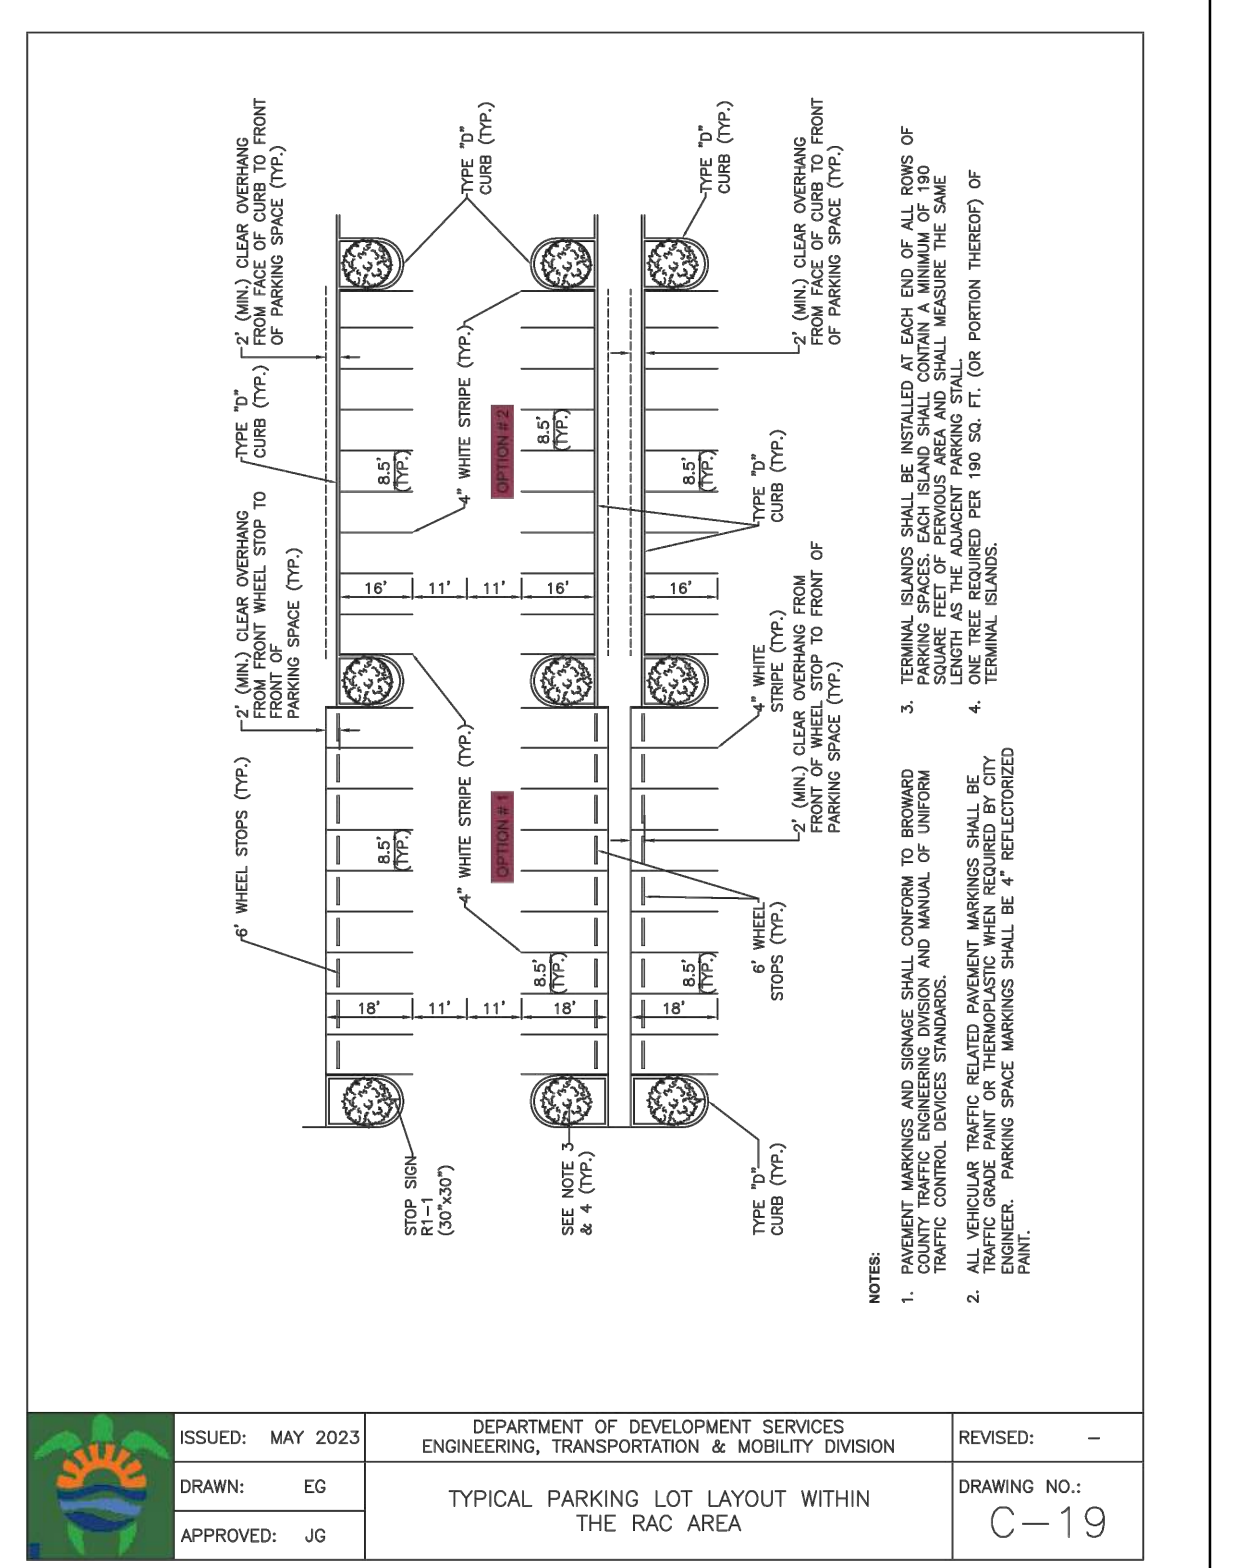 2' (MIN.) CLEAR OVERHANG
FROM FRONT WHEEL STOP TO
FRONT OF
PARKING SPACE (TYP.)
6' WHEEL STOPS (TYP.)
TYPE "D"
CURB (TYP.)
2' (MIN.) CLEAR OVERHANG
FROM FACE OF CURB TO FRONT
OF PARKING SPACE (TYP.)
18'
8.5'
(TYP.)
16'
8.5'
(TYP.)
STOP SIGN
R1-1
(30"x30")
11'
11'
4" WHITE STRIPE (TYP.)
OPTION #1
11'
11'
4" WHITE STRIPE (TYP.)
OPTION #2
TYPE "D"
CURB (TYP.)
SEE NOTE 3
& 4 (TYP.)
18'
8.5'
(TYP.)
16'
8.5'
(TYP.)
18'
8.5'
(TYP.)
16'
8.5'
(TYP.)
TYPE "D"
CURB (TYP.)
TYPE "D"
CURB (TYP.)
6' WHEEL
STOPS (TYP.)
4" WHITE
STRIPE (TYP.)
TYPE "D"
CURB (TYP.)
2' (MIN.) CLEAR OVERHANG FROM
FRONT OF WHEEL STOP TO FRONT OF
PARKING SPACE (TYP.)
2' (MIN.) CLEAR OVERHANG
FROM FACE OF CURB TO FRONT
OF PARKING SPACE (TYP.)
NOTES:
1. PAVEMENT MARKINGS AND SIGNAGE SHALL CONFORM TO BROWARD
COUNTY TRAFFIC ENGINEERING DIVISION AND MANUAL OF UNIFORM
TRAFFIC CONTROL DEVICES STANDARDS.
2. ALL VEHICULAR TRAFFIC RELATED PAVEMENT MARKINGS SHALL BE
TRAFFIC GRADE PAINT OR THERMOPLASTIC WHEN REQUIRED BY CITY
ENGINEER. PARKING SPACE MARKINGS SHALL BE 4" REFLECTORIZED
PAINT.
3. TERMINAL ISLANDS SHALL BE INSTALLED AT EACH END OF ALL ROWS OF
PARKING SPACES. EACH ISLAND SHALL CONTAIN A MINIMUM OF 190
SQUARE FEET OF PERVIOUS AREA AND SHALL MEASURE THE SAME
LENGTH AS THE ADJACENT PARKING STALL.
4. ONE TREE REQUIRED PER 190 SQ. FT. (OR PORTION THEREOF) OF
TERMINAL ISLANDS.
ISSUED: MAY 2023
DRAWN: EG
APPROVED: JG
DEPARTMENT OF DEVELOPMENT SERVICES
ENGINEERING, TRANSPORTATION & MOBILITY DIVISION
TYPICAL PARKING LOT LAYOUT WITHIN
THE RAC AREA
REVISED: -
DRAWING NO.:
C-19